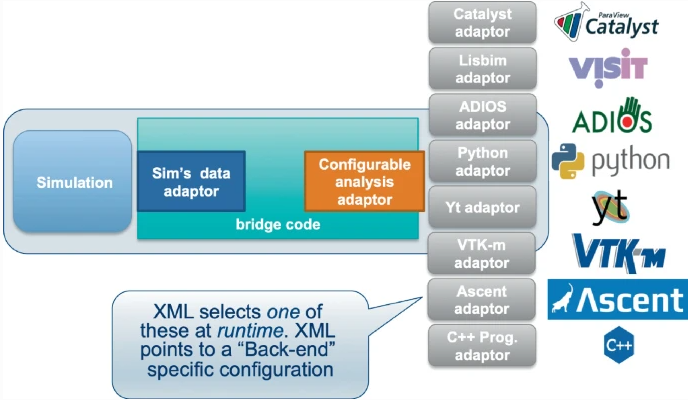 Catalyst
adaptor
ParaView
Catalyst
Lisbim
adaptor
VISIT
ADIOS
adaptor
ADIOS
Python
adaptor
python
Yt adaptor
yt
VTK-m
adaptor
VTK-m
Ascent
adaptor
Ascent
C++ Prog.
adaptor
C++
Simulation
Sim's data
adaptor
Configurable
analysis
adaptor
bridge code
XML selects one of
these at runtime. XML
points to a “Back-end”
specific configuration